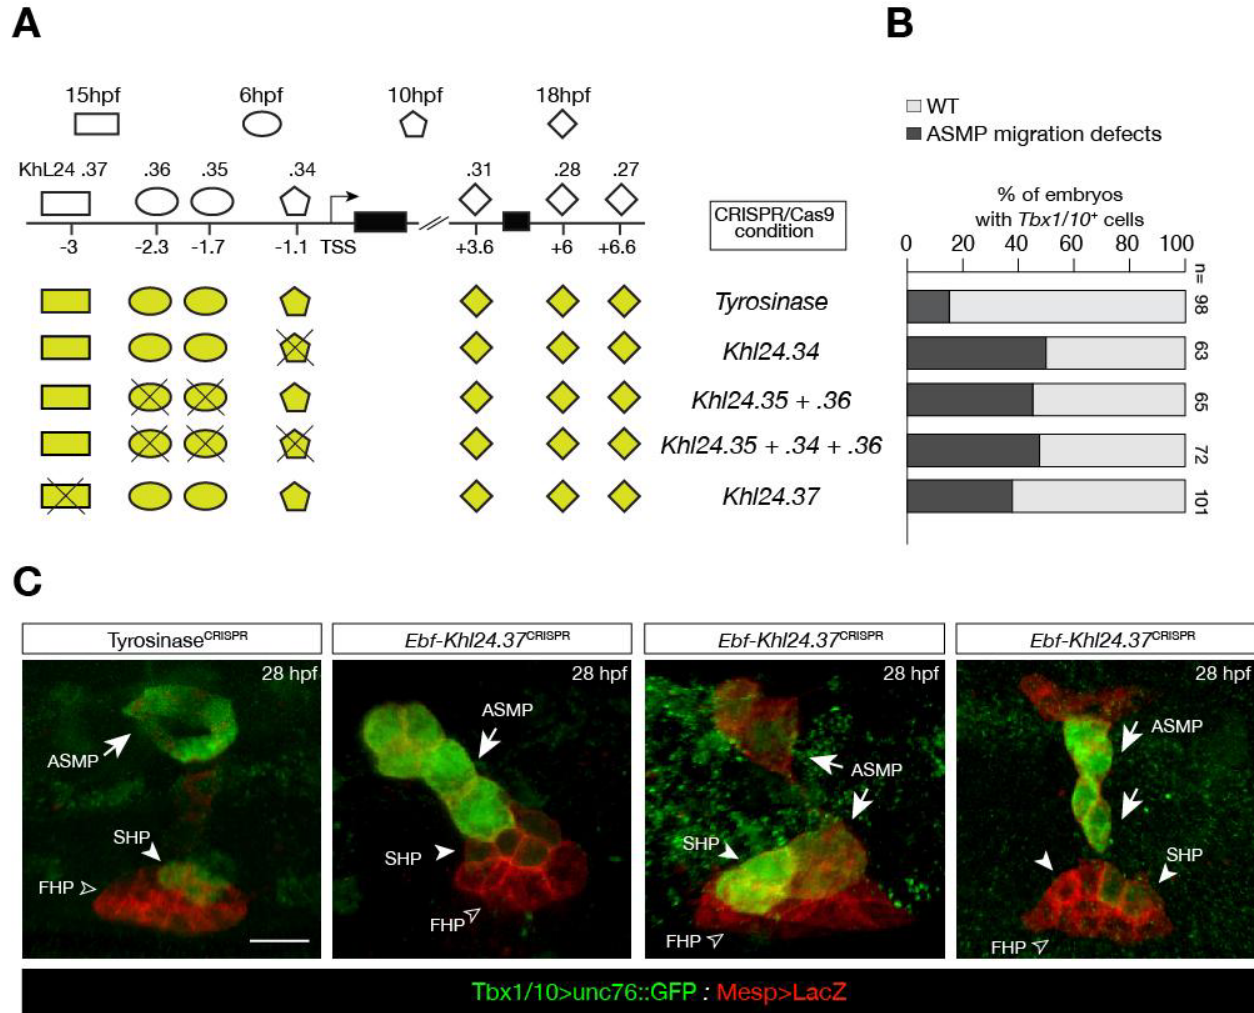 A
B
15hpf 6hpf 10hpf 18hpf
KhL24 .37 .36 .35 .34 .31 .28 .27
-3 -2.3 -1.7 -1.1 TSS +3.6 +6 +6.6
CRISPR/Cas9
condition
Tyrosinase
Khl24.34
Khl24.35 + .36
Khl24.35 + .34 + .36
Khl24.37
WT
ASMP migration defects
% of embryos
with Tbx1/10+ cells
0 20 40 60 80 100
n=
98
63
65
72
101
C
TyrosinaseCRISPR
28 hpf
ASMP
SHP
FHP
Ebf-Khl24.37CRISPR
28 hpf
ASMP
SHP
FHP
Ebf-Khl24.37CRISPR
28 hpf
ASMP
SHP
FHP
Ebf-Khl24.37CRISPR
28 hpf
ASMP
SHP
FHP
Tbx1/10>unc76::GFP : Mesp>LacZ